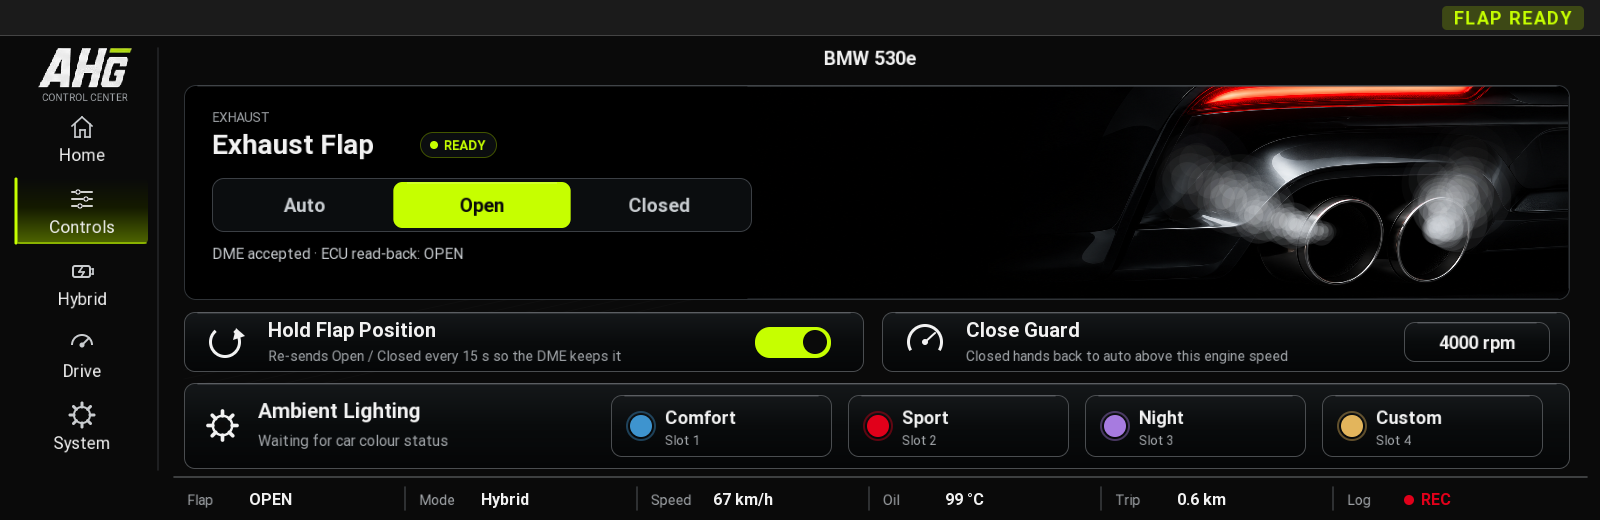 FLAP READY
AHG
CONTROL CENTER
BMW 530e
Home
Controls
Hybrid
Drive
System
EXHAUST
Exhaust Flap
READY
Auto Open Closed
DME accepted · ECU read-back: OPEN
Hold Flap Position
Re-sends Open / Closed every 15 s so the DME keeps it
Close Guard
Closed hands back to auto above this engine speed
4000 rpm
Ambient Lighting
Waiting for car colour status
Comfort
Slot 1
Sport
Slot 2
Night
Slot 3
Custom
Slot 4
Flap OPEN Mode Hybrid Speed 67 km/h Oil 99 °C Trip 0.6 km Log REC